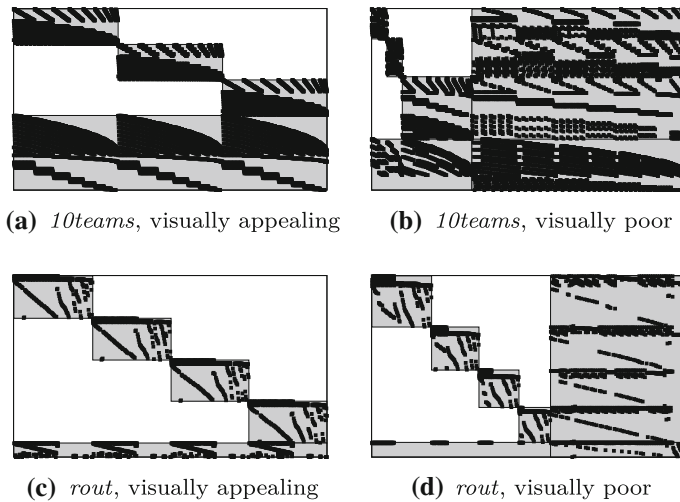 (a) 10teams, visually appealing
(b) 10teams, visually poor
(c) rout, visually appealing
(d) rout, visually poor